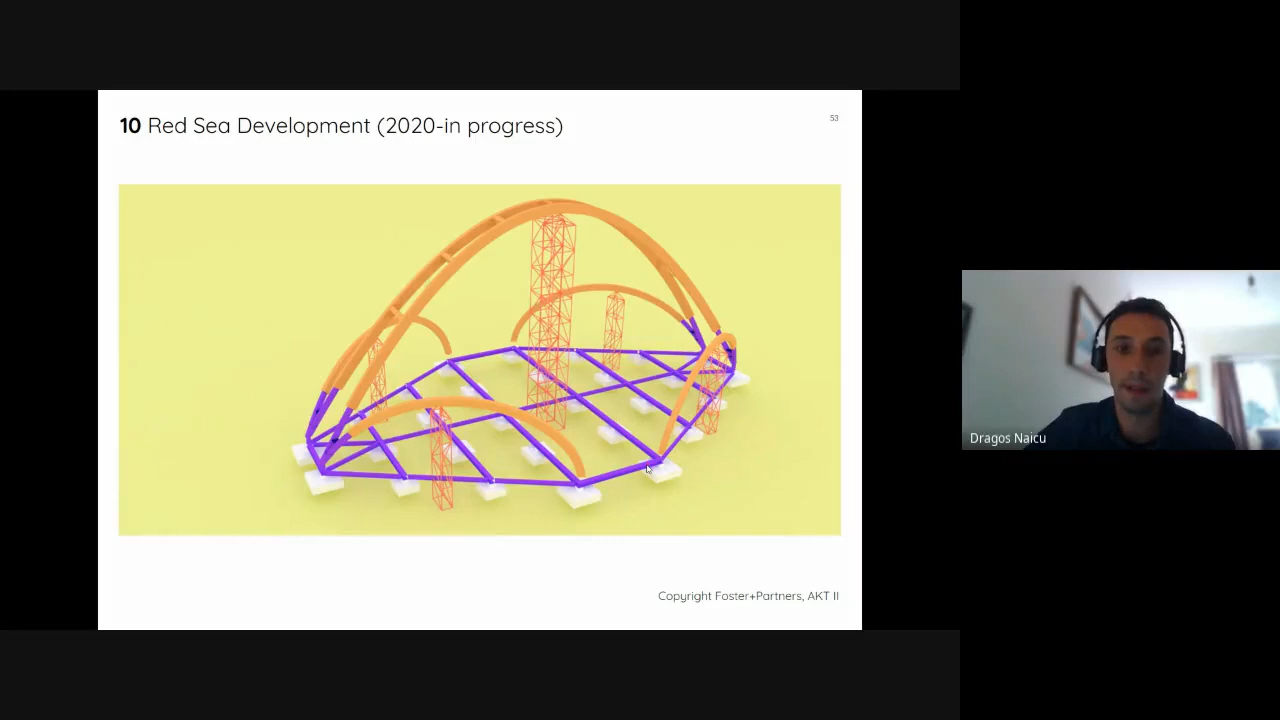 10 Red Sea Development (2020-in progress)
53
Copyright Foster+Partners, AKT II
Dragos Naicu